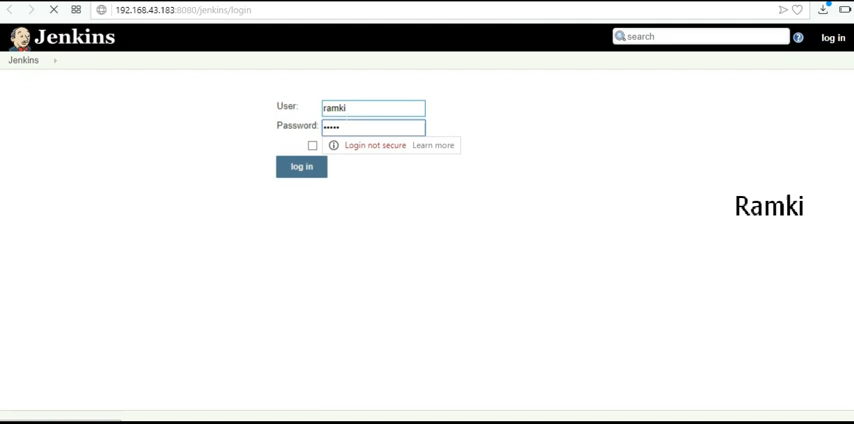 192.168.43.183:8080/jenkins/login
Jenkins
search
log in
Jenkins
User: ramki
Password: •••••
Login not secure Learn more
log in
Ramki